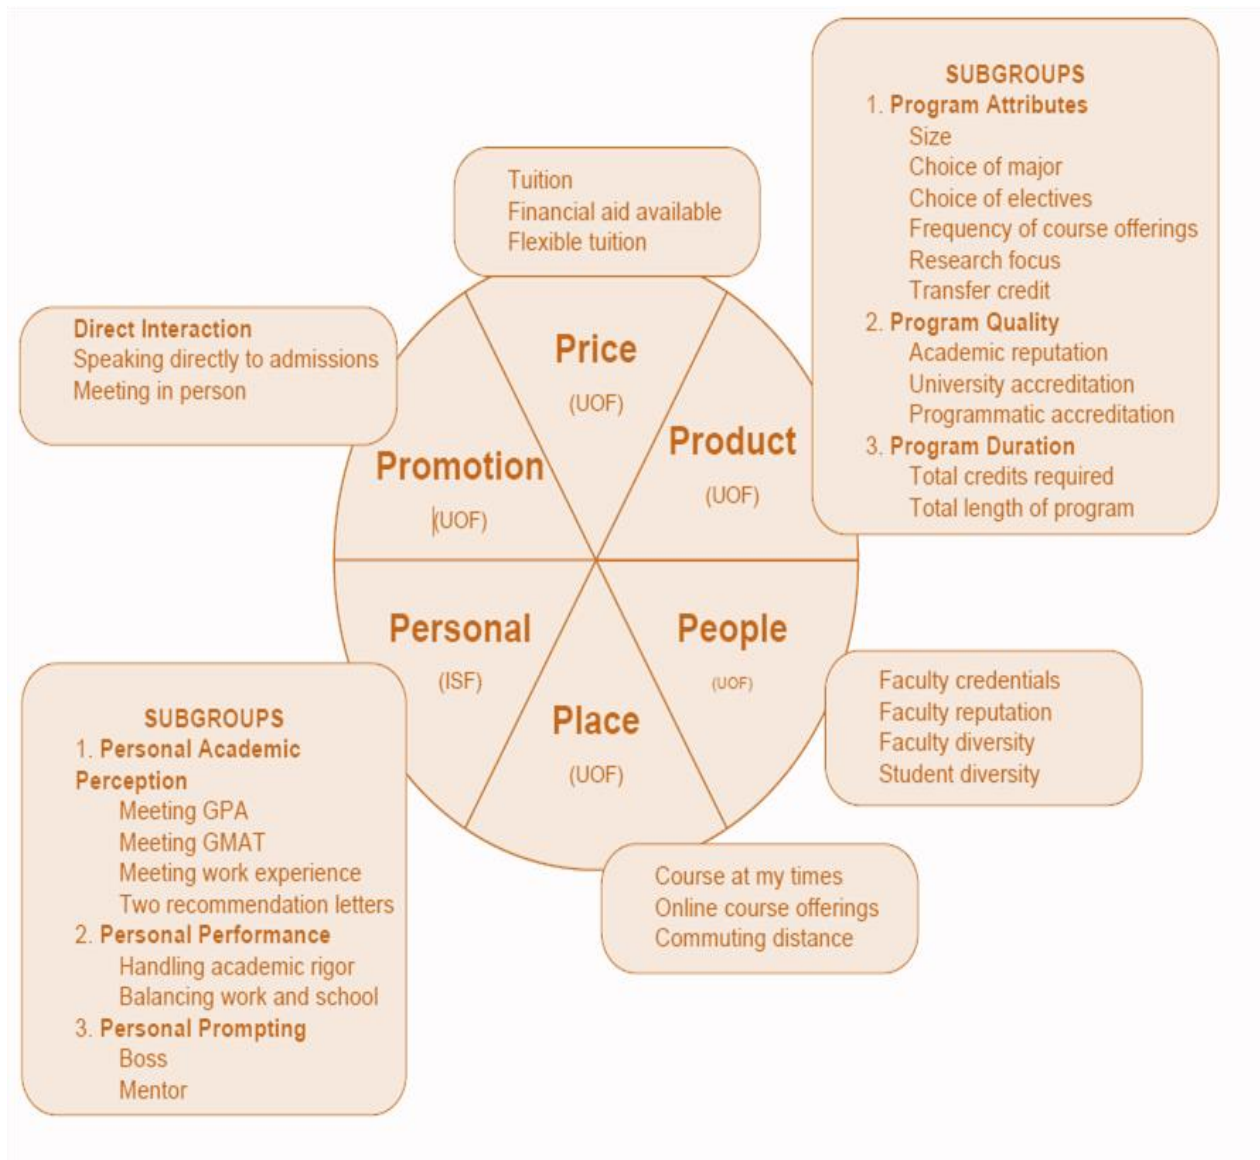 SUBGROUPS
1. Program Attributes
Size
Choice of major
Choice of electives
Frequency of course offerings
Research focus
Transfer credit
2. Program Quality
Academic reputation
University accreditation
Programmatic accreditation
3. Program Duration
Total credits required
Total length of program
Tuition
Financial aid available
Flexible tuition
Direct Interaction
Speaking directly to admissions
Meeting in person
Price
(UOF)
Product
(UOF)
Promotion
(UOF)
Personal
(ISF)
People
(UOF)
Place
(UOF)
Faculty credentials
Faculty reputation
Faculty diversity
Student diversity
SUBGROUPS
1. Personal Academic
Perception
Meeting GPA
Meeting GMAT
Meeting work experience
Two recommendation letters
2. Personal Performance
Handling academic rigor
Balancing work and school
3. Personal Prompting
Boss
Mentor
Course at my times
Online course offerings
Commuting distance